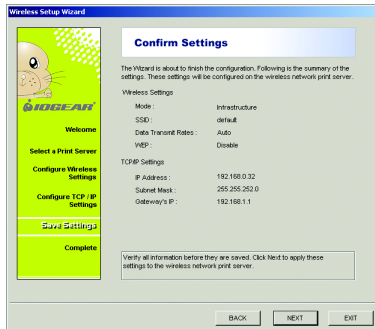 Wireless Setup Wizard
IOGEAR
Welcome
Select a Print Server
Configure Wireless
Settings
Configure TCP / IP
Settings
Save Settings
Complete
Confirm Settings
The Wizard is about to finish the configuration. Following is the summary of the
settings. These settings will be configured on the wireless network print server.
Wireless Settings
Mode : Infrastructure
SSID : default
Data Transmit Rates : Auto
WEP : Disable
TCP/IP Settings
IP Address : 192.168.0.32
Subnet Mask : 255.255.252.0
Gateway's IP : 192.168.1.1
Verify all information before they are saved. Click Next to apply these
settings to the wireless network print server.
BACK
NEXT
EXIT